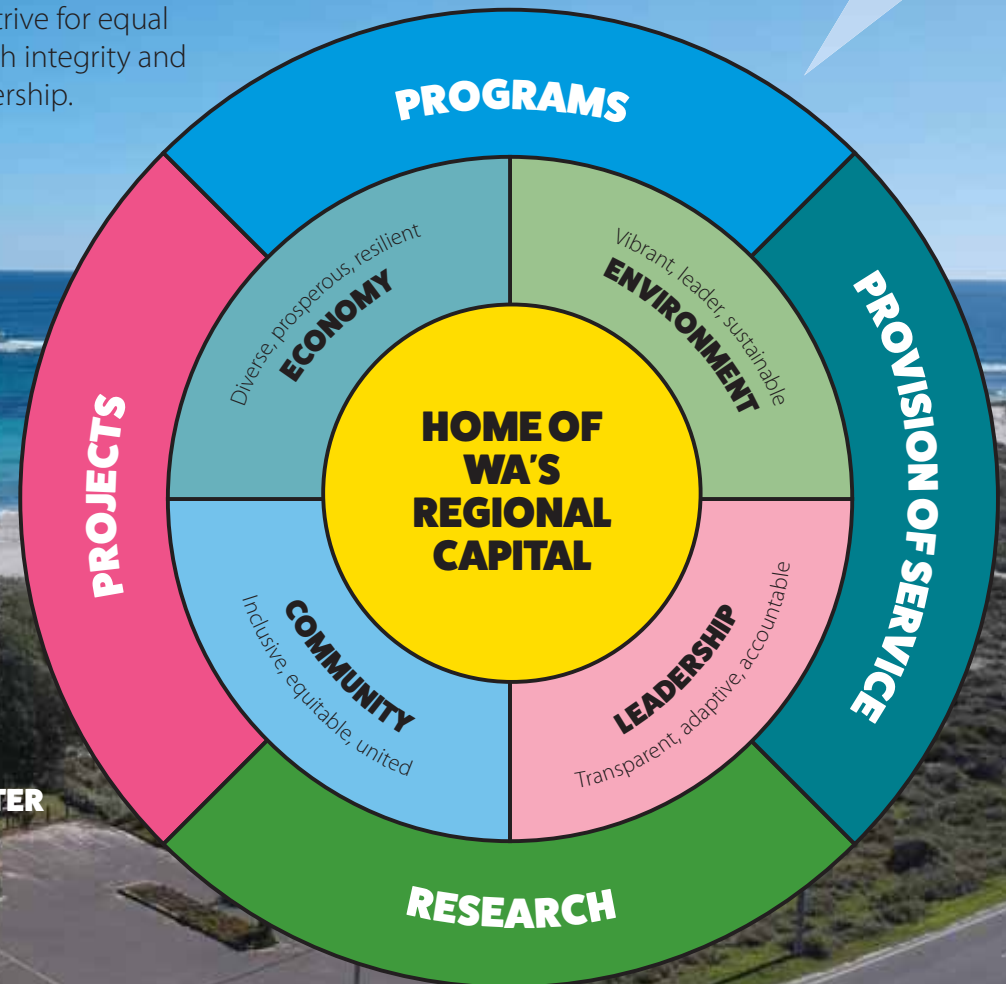 trive for equal
h integrity and
ership.
PROGRAMS
Diverse, prosperous, resilient
ECONOMY
Vibrant, leader, sustainable
ENVIRONMENT
PROVISION OF SERVICE
PROJECTS
HOME OF
WA'S
REGIONAL
CAPITAL
COMMUNITY
Inclusive, equitable, united
LEADERSHIP
Transparent, adaptive, accountable
TER
RESEARCH